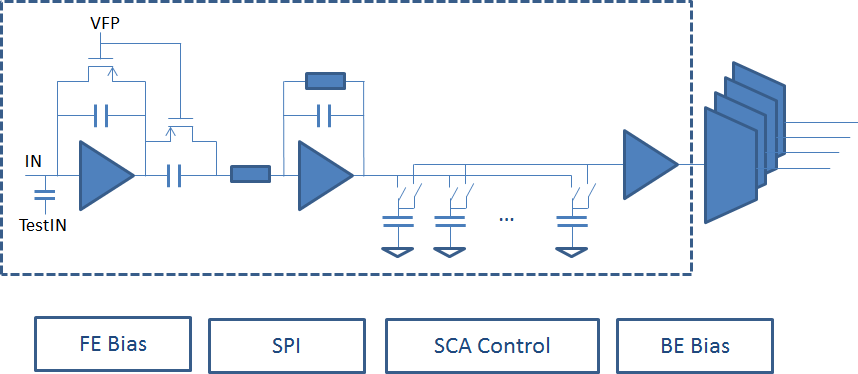 VFP
IN
TestIN
...
FE Bias
SPI
SCA Control
BE Bias